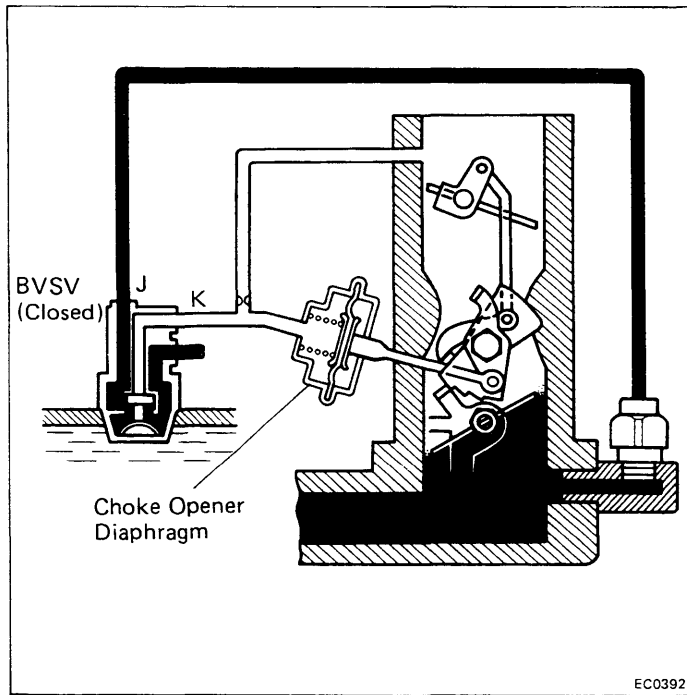 BVSV
(Closed)
J
K
Choke Opener
Diaphragm
EC0392